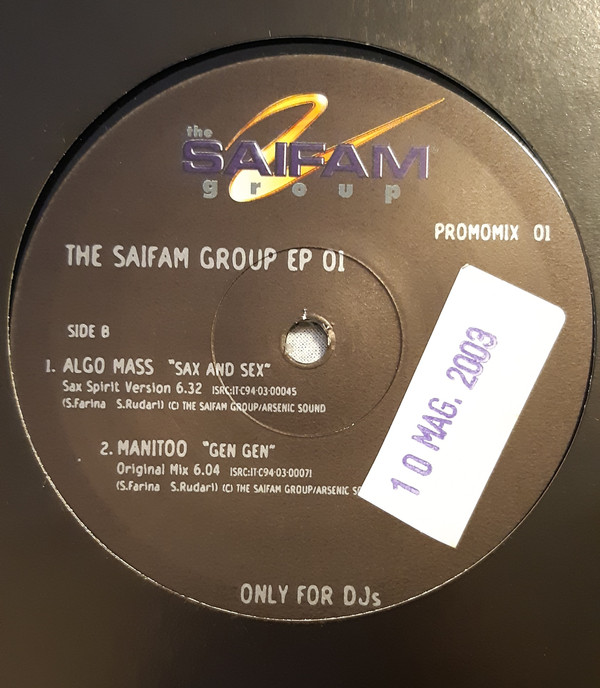 the
SAIFAM
group
PROMOMIX 01
THE SAIFAM GROUP EP 01
SIDE B
1. ALGO MASS "SAX AND SEX"
Sax Spirit Version 6.32 ISRC:IT-C94-03-00045
(S.Farina S.Rudari) (C) THE SAIFAM GROUP/ARSENIC SOUND
2. MANITOO "GEN GEN"
Original Mix 6.04 ISRC:IT-C94-03-00071
(S.Farina S.Rudari) (C) THE SAIFAM GROUP/ARSENIC
10 MAG. 2003
ONLY FOR DJs